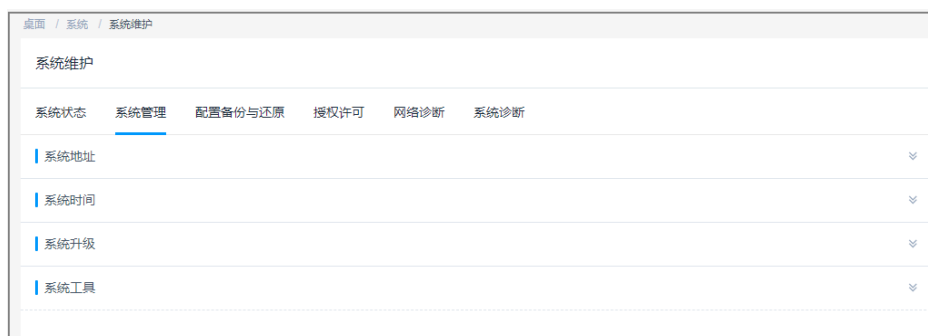 桌面 / 系统 / 系统维护
系统维护
系统状态 系统管理 配置备份与还原 授权许可 网络诊断 系统诊断
系统地址
系统时间
系统升级
系统工具